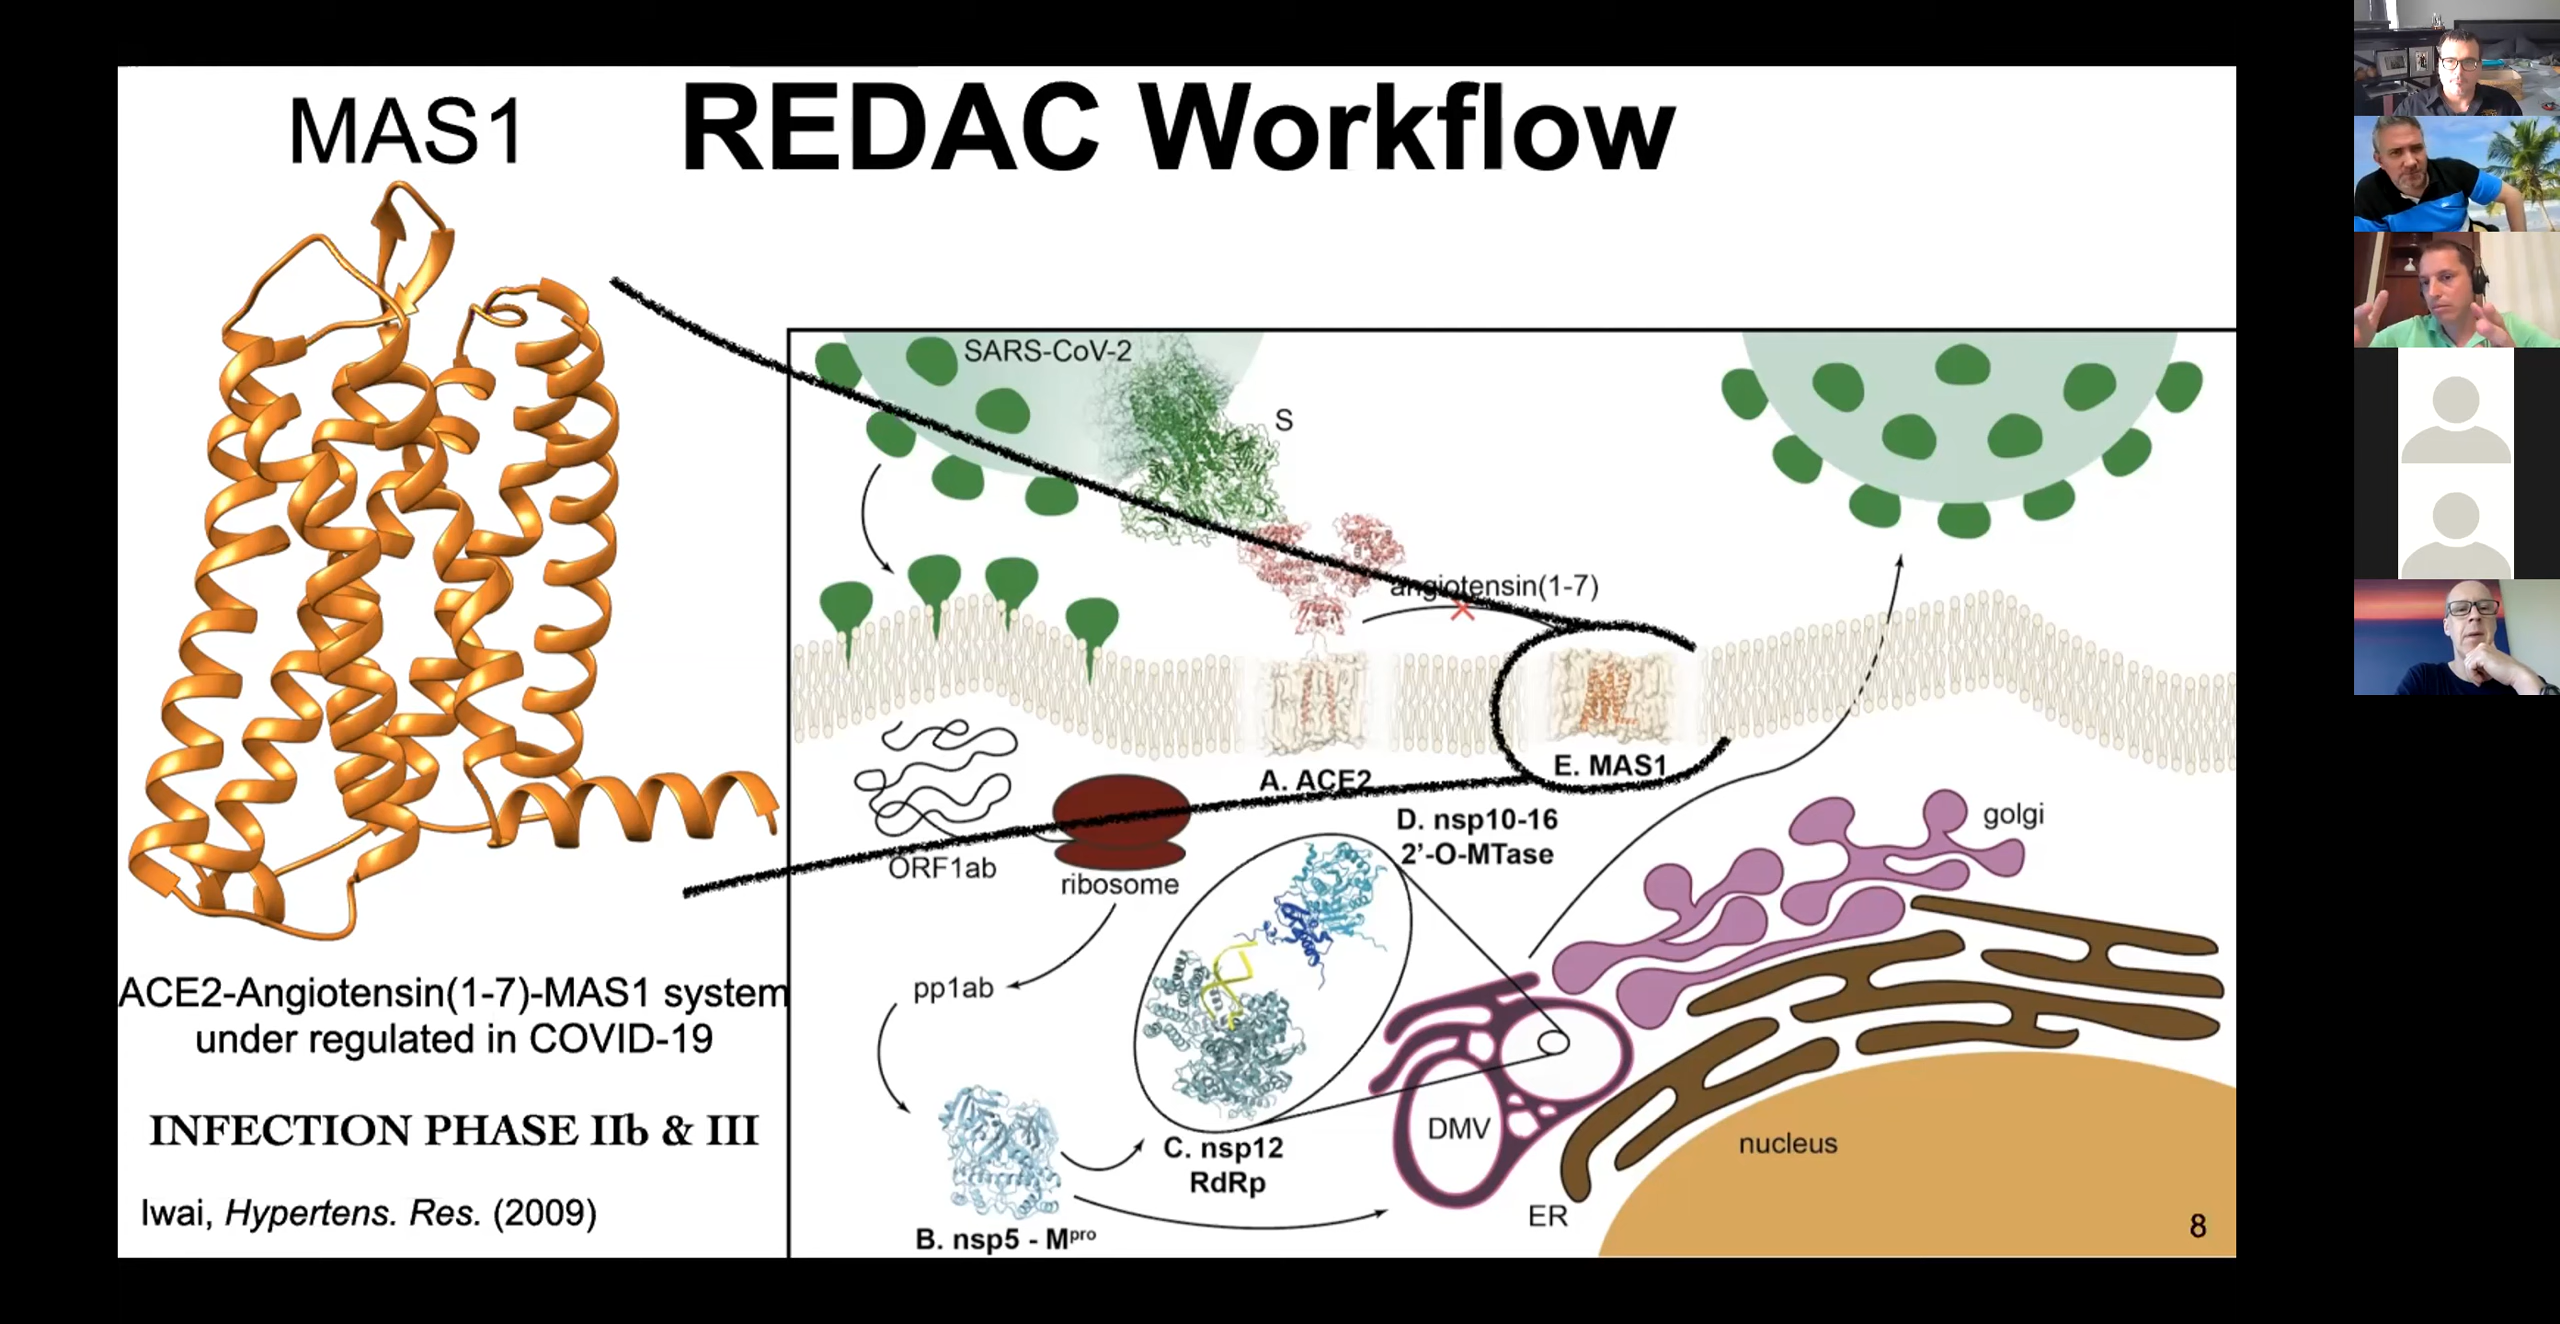 MAS1
REDAC Workflow
SARS-CoV-2
S
angiotensin(1-7)
A. ACE2
E. MAS1
D. nsp10-16
2’-O-MTase
golgi
ORF1ab
ribosome
pp1ab
C. nsp12
RdRp
B. nsp5 - Mpro
DMV
ER
nucleus
ACE2-Angiotensin(1-7)-MAS1 system
under regulated in COVID-19
INFECTION PHASE IIb & III
Iwai, Hypertens. Res. (2009)
8